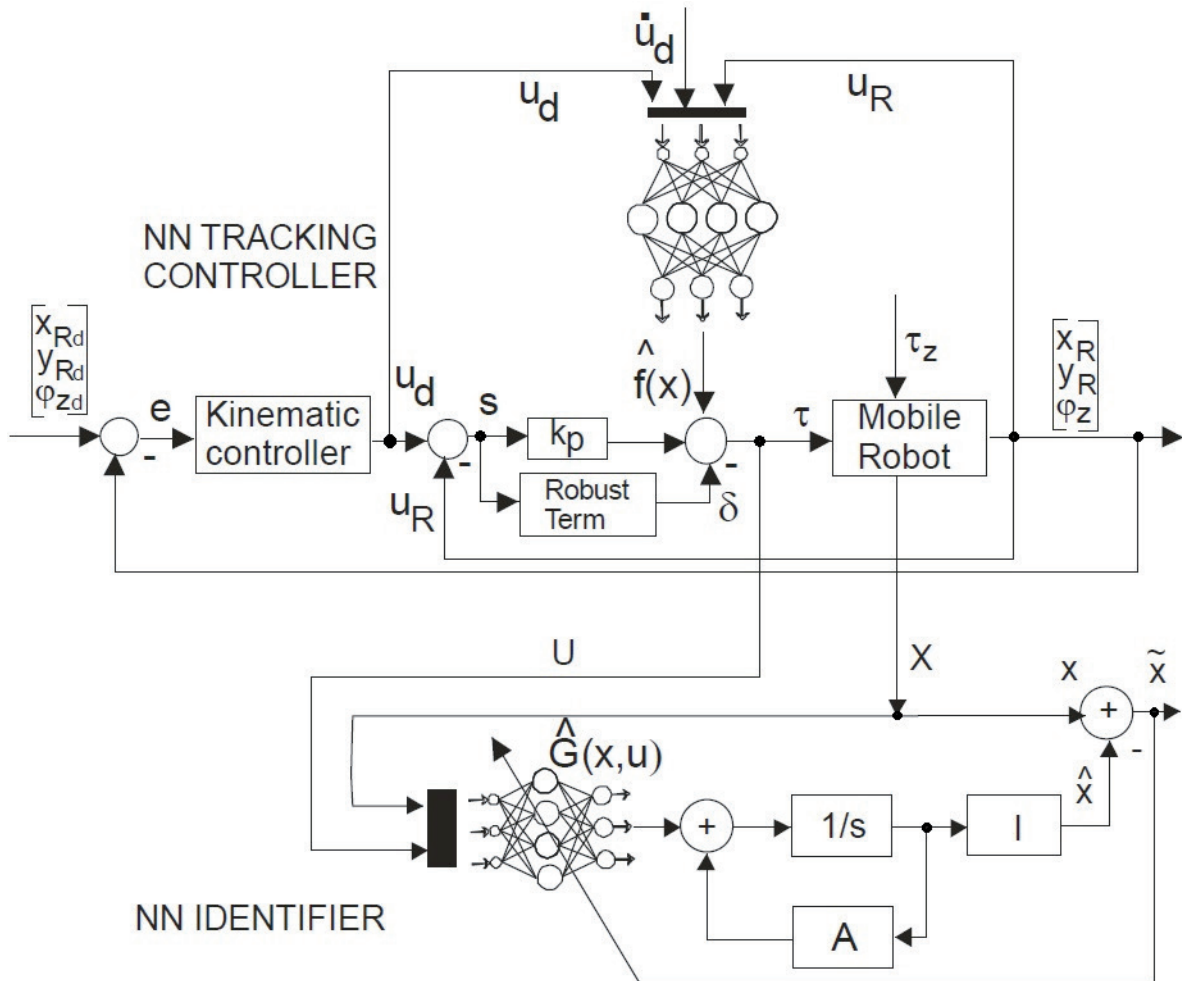 u̇d
ud
uR
NN TRACKING
CONTROLLER
xRd
yRd
φzd
e
-
Kinematic
controller
ud
-
uR
s
kp
Robust
Term
f̂(x)
-
δ
τ
τz
Mobile
Robot
xR
yR
φz
U
X
x
x̃
+
-
x̂
Ĝ(x,u)
+
1/s
I
A
NN IDENTIFIER